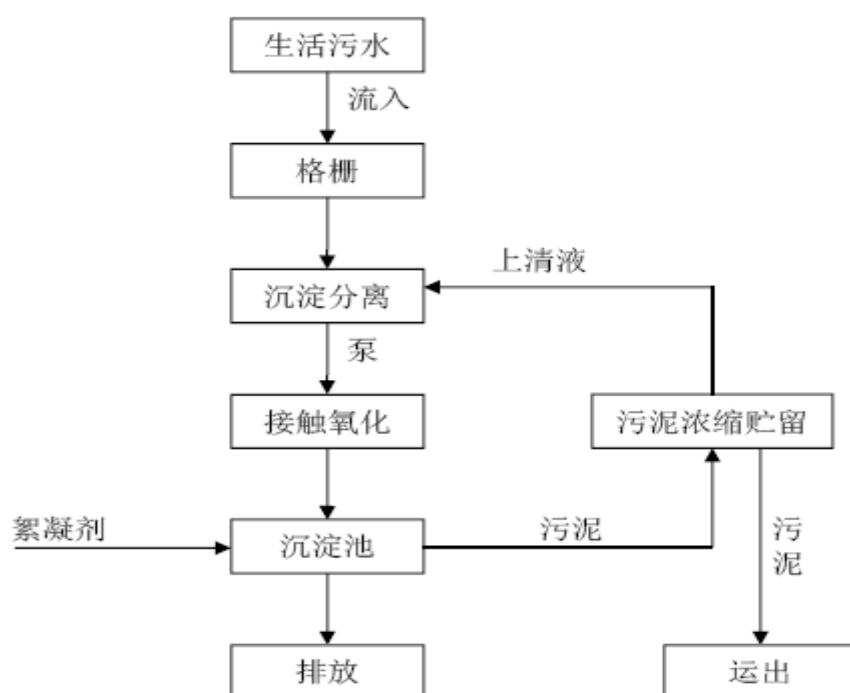 生活污水
流入
格栅
上清液
沉淀分离
泵
接触氧化
污泥浓缩贮留
絮凝剂
沉淀池
污泥
污
泥
排放
运出